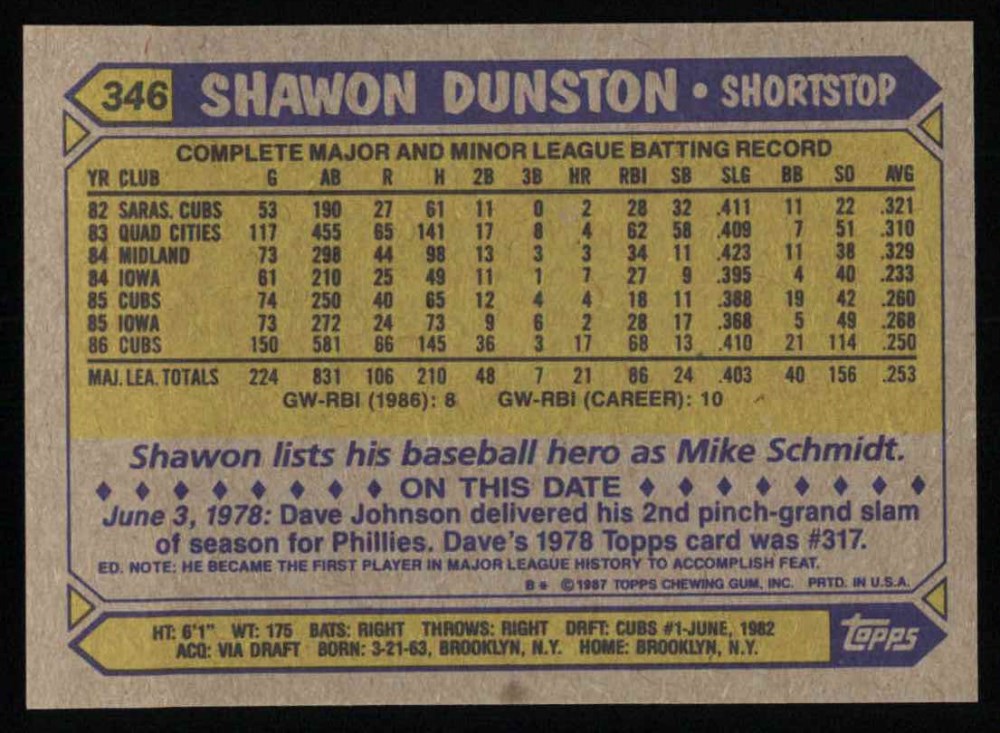 346 SHAWON DUNSTON • SHORTSTOP
COMPLETE MAJOR AND MINOR LEAGUE BATTING RECORD
YR CLUB G AB R H 2B 3B HR RBI SB SLG BB SO AVG
82 SARAS. CUBS 53 190 27 61 11 0 2 28 32 .411 11 22 .321
83 QUAD CITIES 117 455 65 141 17 8 4 62 58 .409 7 51 .310
84 MIDLAND 73 298 44 98 13 3 3 34 11 .423 11 38 .329
84 IOWA 61 210 25 49 11 1 7 27 9 .395 4 40 .233
85 CUBS 74 250 40 65 12 4 4 18 11 .388 19 42 .260
85 IOWA 73 272 24 73 9 6 2 28 17 .368 5 49 .268
86 CUBS 150 581 66 145 36 3 17 68 13 .410 21 114 .250
MAJ. LEA. TOTALS 224 831 106 210 48 7 21 86 24 .403 40 156 .253
GW-RBI (1986): 8 GW-RBI (CAREER): 10
Shawon lists his baseball hero as Mike Schmidt.
♦ ♦ ♦ ♦ ♦ ♦ ♦ ♦ ON THIS DATE ♦ ♦ ♦ ♦ ♦ ♦ ♦ ♦
June 3, 1978: Dave Johnson delivered his 2nd pinch-grand slam
of season for Phillies. Dave's 1978 Topps card was #317.
ED. NOTE: HE BECAME THE FIRST PLAYER IN MAJOR LEAGUE HISTORY TO ACCOMPLISH FEAT.
B * ©1987 TOPPS CHEWING GUM, INC. PRTD. IN U.S.A.
HT: 6'1" WT: 175 BATS: RIGHT THROWS: RIGHT DRFT: CUBS #1-JUNE, 1982
ACQ: VIA DRAFT BORN: 3-21-63, BROOKLYN, N.Y. HOME: BROOKLYN, N.Y.
topps